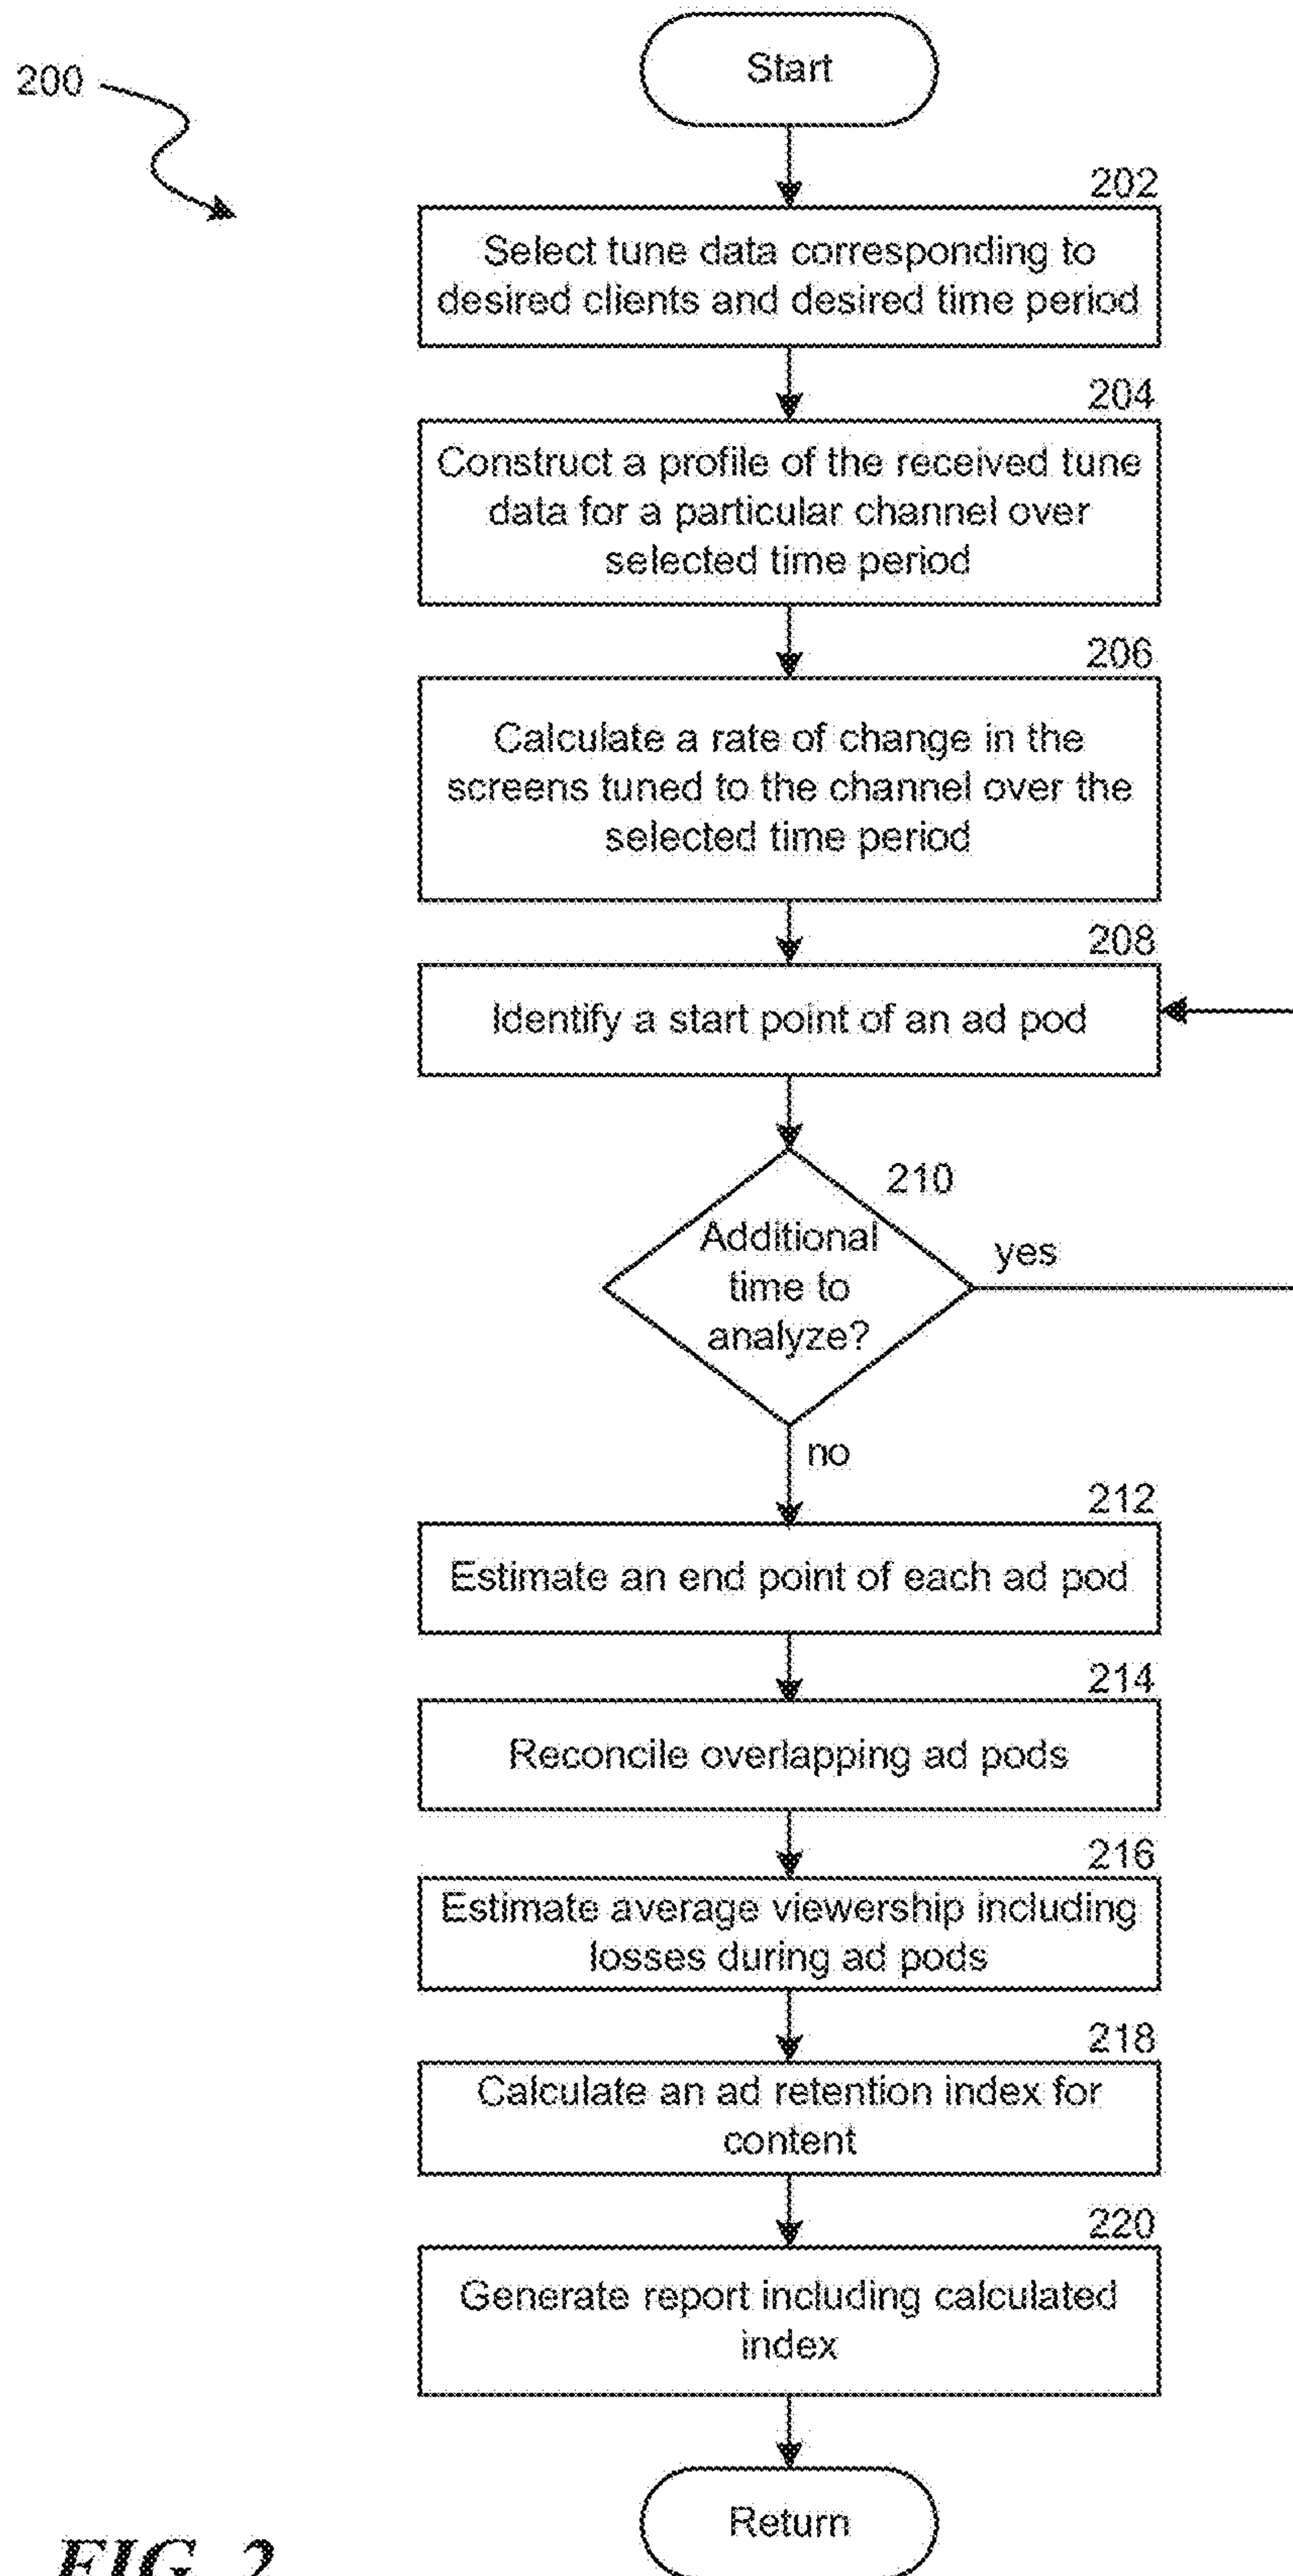 Start
200
202
Select tune data corresponding to
desired clients and desired time period
204
Construct a profile of the received tune
data for a particular channel over
selected time period
206
Calculate a rate of change in the
screens tuned to the channel over the
selected time period
208
Identify a start point of an ad pod
210
Additional
time to
analyze?
yes
no
212
Estimate an end point of each ad pod
214
Reconcile overlapping ad pods
216
Estimate average viewership including
losses during ad pods
218
Calculate an ad retention index for
content
220
Generate report including calculated
index
Return
FIG. 2